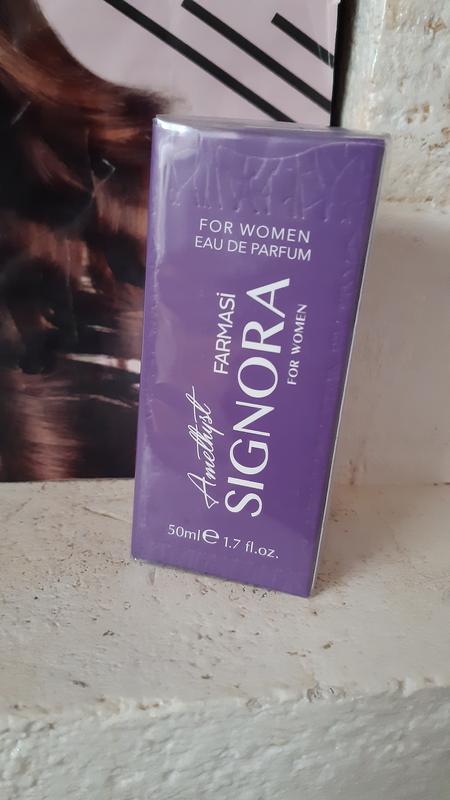 FOR WOMEN
EAU DE PARFUM
Amethyst
FARMASİ
SIGNORA
FOR WOMEN
50ml e 1.7 fl.oz.